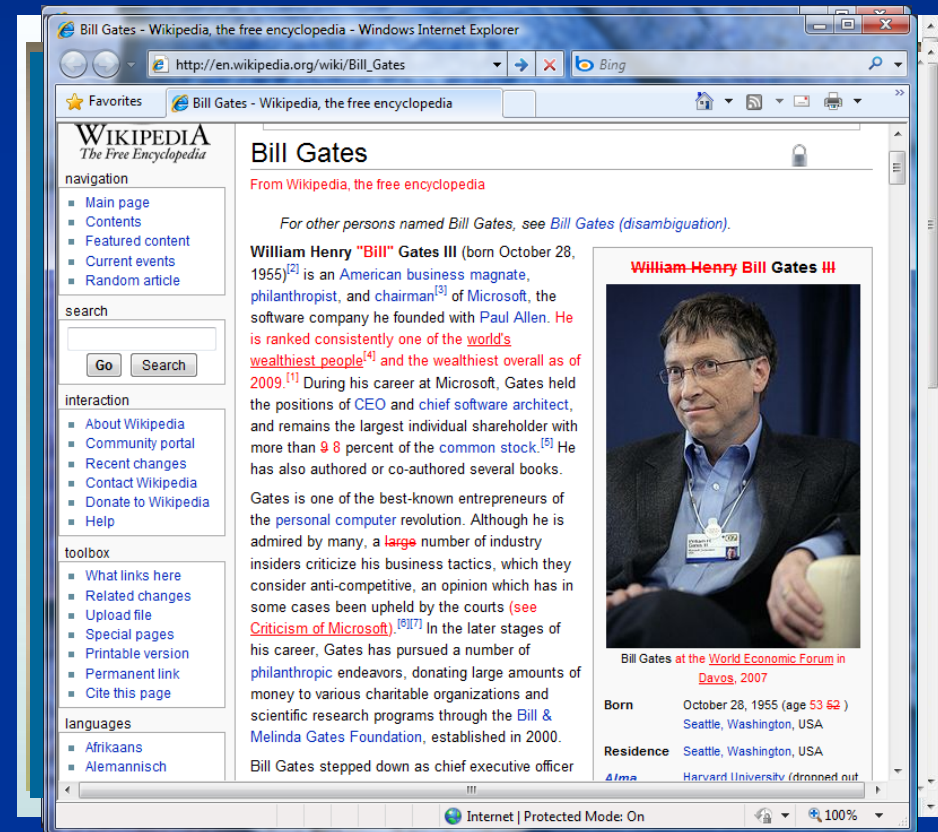 Bill Gates - Wikipedia, the free encyclopedia - Windows Internet Explorer
http://en.wikipedia.org/wiki/Bill_Gates
Bing
Favorites
Bill Gates - Wikipedia, the free encyclopedia
WIKIPEDIA
The Free Encyclopedia
navigation
Main page
Contents
Featured content
Current events
Random article
search
Go Search
interaction
About Wikipedia
Community portal
Recent changes
Contact Wikipedia
Donate to Wikipedia
Help
toolbox
What links here
Related changes
Upload file
Special pages
Printable version
Permanent link
Cite this page
languages
Afrikaans
Alemannisch
Bill Gates
From Wikipedia, the free encyclopedia
For other persons named Bill Gates, see Bill Gates (disambiguation).
William Henry "Bill" Gates III (born October 28,
1955)[2] is an American business magnate,
philanthropist, and chairman[3] of Microsoft, the
software company he founded with Paul Allen. He
is ranked consistently one of the world's
wealthiest people[4] and the wealthiest overall as of
2009.[1] During his career at Microsoft, Gates held
the positions of CEO and chief software architect,
and remains the largest individual shareholder with
more than 9 8 percent of the common stock.[5] He
has also authored or co-authored several books.
Gates is one of the best-known entrepreneurs of
the personal computer revolution. Although he is
admired by many, a large number of industry
insiders criticize his business tactics, which they
consider anti-competitive, an opinion which has in
some cases been upheld by the courts (see
Criticism of Microsoft).[6][7] In the later stages of
his career, Gates has pursued a number of
philanthropic endeavors, donating large amounts of
money to various charitable organizations and
scientific research programs through the Bill &
Melinda Gates Foundation, established in 2000.
Bill Gates stepped down as chief executive officer
William Henry Bill Gates III
Bill Gates at the World Economic Forum in
Davos, 2007
Born October 28, 1955 (age 53 52 )
Seattle, Washington, USA
Residence Seattle, Washington, USA
Alma Harvard University (dropped out
Internet | Protected Mode: On
100%